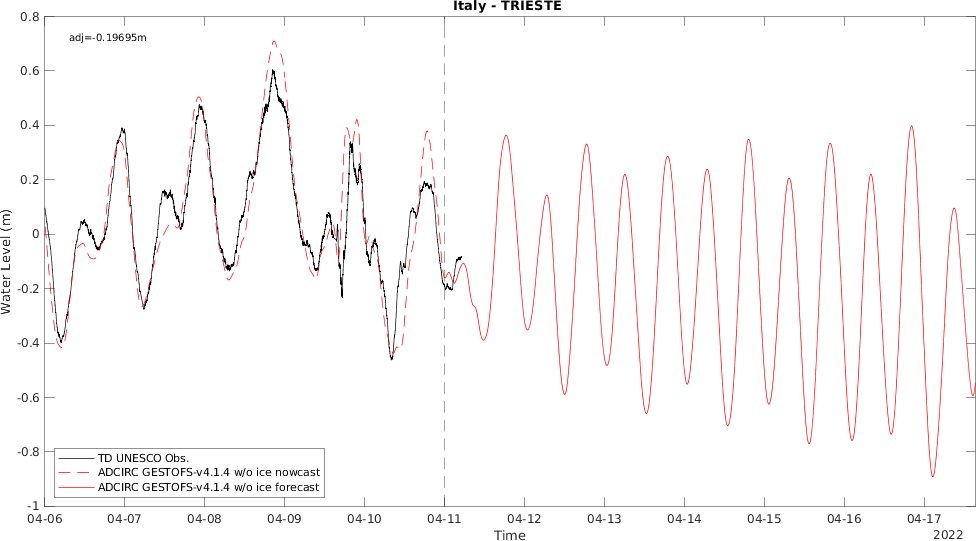 Italy - TRIESTE
adj=-0.19695m
0.8
0.6
0.4
0.2
0
-0.2
-0.4
-0.6
-0.8
-1
Water Level (m)
TD UNESCO Obs.
ADCIRC GESTOFS-v4.1.4 w/o ice nowcast
ADCIRC GESTOFS-v4.1.4 w/o ice forecast
04-06 04-07 04-08 04-09 04-10 04-11 04-12 04-13 04-14 04-15 04-16 04-17
Time
2022